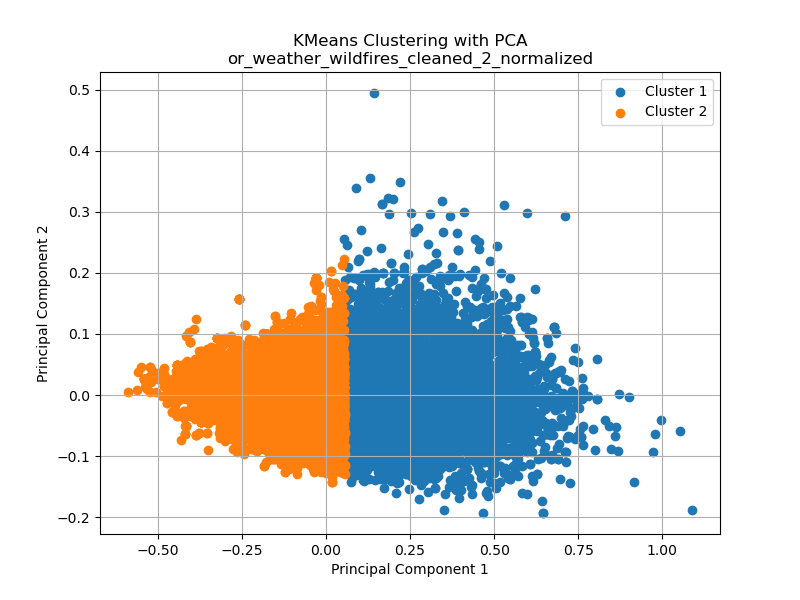 KMeans Clustering with PCA
or_weather_wildfires_cleaned_2_normalized
Cluster 1
Cluster 2
0.5
0.4
0.3
0.2
0.1
0.0
−0.1
−0.2
Principal Component 2
−0.50
−0.25
0.00
0.25
0.50
0.75
1.00
Principal Component 1